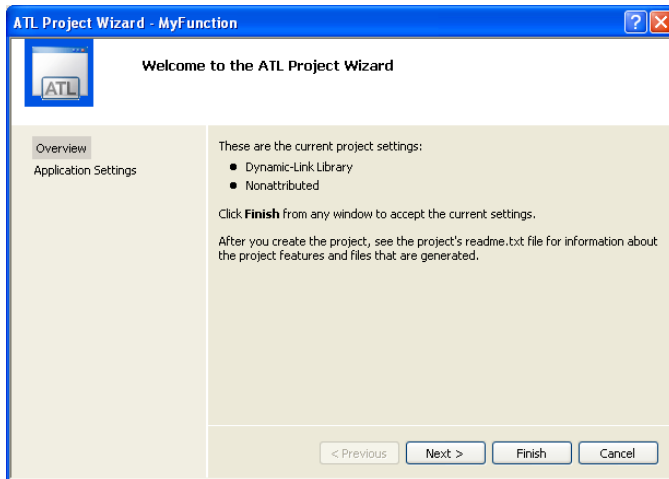 ATL Project Wizard - MyFunction
ATL
Welcome to the ATL Project Wizard
Overview
Application Settings
These are the current project settings:
● Dynamic-Link Library
● Nonattributed
Click Finish from any window to accept the current settings.
After you create the project, see the project's readme.txt file for information about
the project features and files that are generated.
< Previous
Next >
Finish
Cancel